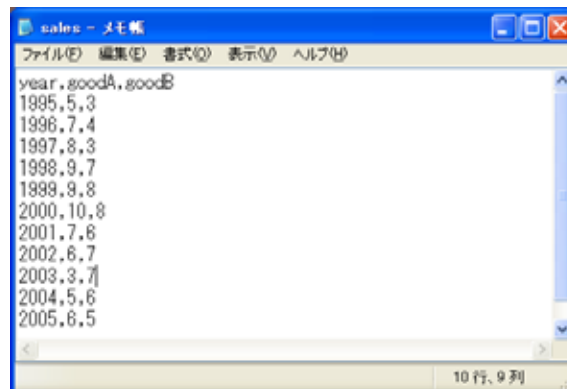 sales - メモ帳
ファイル(F) 編集(E) 書式(O) 表示(V) ヘルプ(H)
year,goodA,goodB
1995,5,3
1996,7,4
1997,8,3
1998,9,7
1999,9,8
2000,10,8
2001,7,6
2002,6,7
2003,3,7
2004,5,6
2005,6,5
10 行、9 列